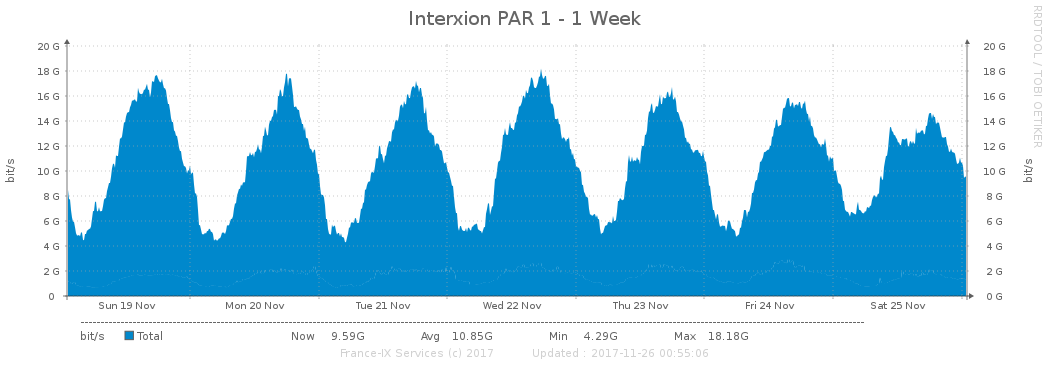 Interxion PAR 1 - 1 Week
RRDTOOL / TOBI OETIKER
20 G 20 G
18 G 18 G
16 G 16 G
14 G 14 G
12 G 12 G
10 G 10 G
8 G 8 G
6 G 6 G
4 G 4 G
2 G 2 G
0 0 G
bit/s bit/s
Sun 19 Nov Mon 20 Nov Tue 21 Nov Wed 22 Nov Thu 23 Nov Fri 24 Nov Sat 25 Nov
bit/s Total Now 9.59G Avg 10.85G Min 4.29G Max 18.18G
France-IX Services (c) 2017 Updated : 2017-11-26 00:55:06